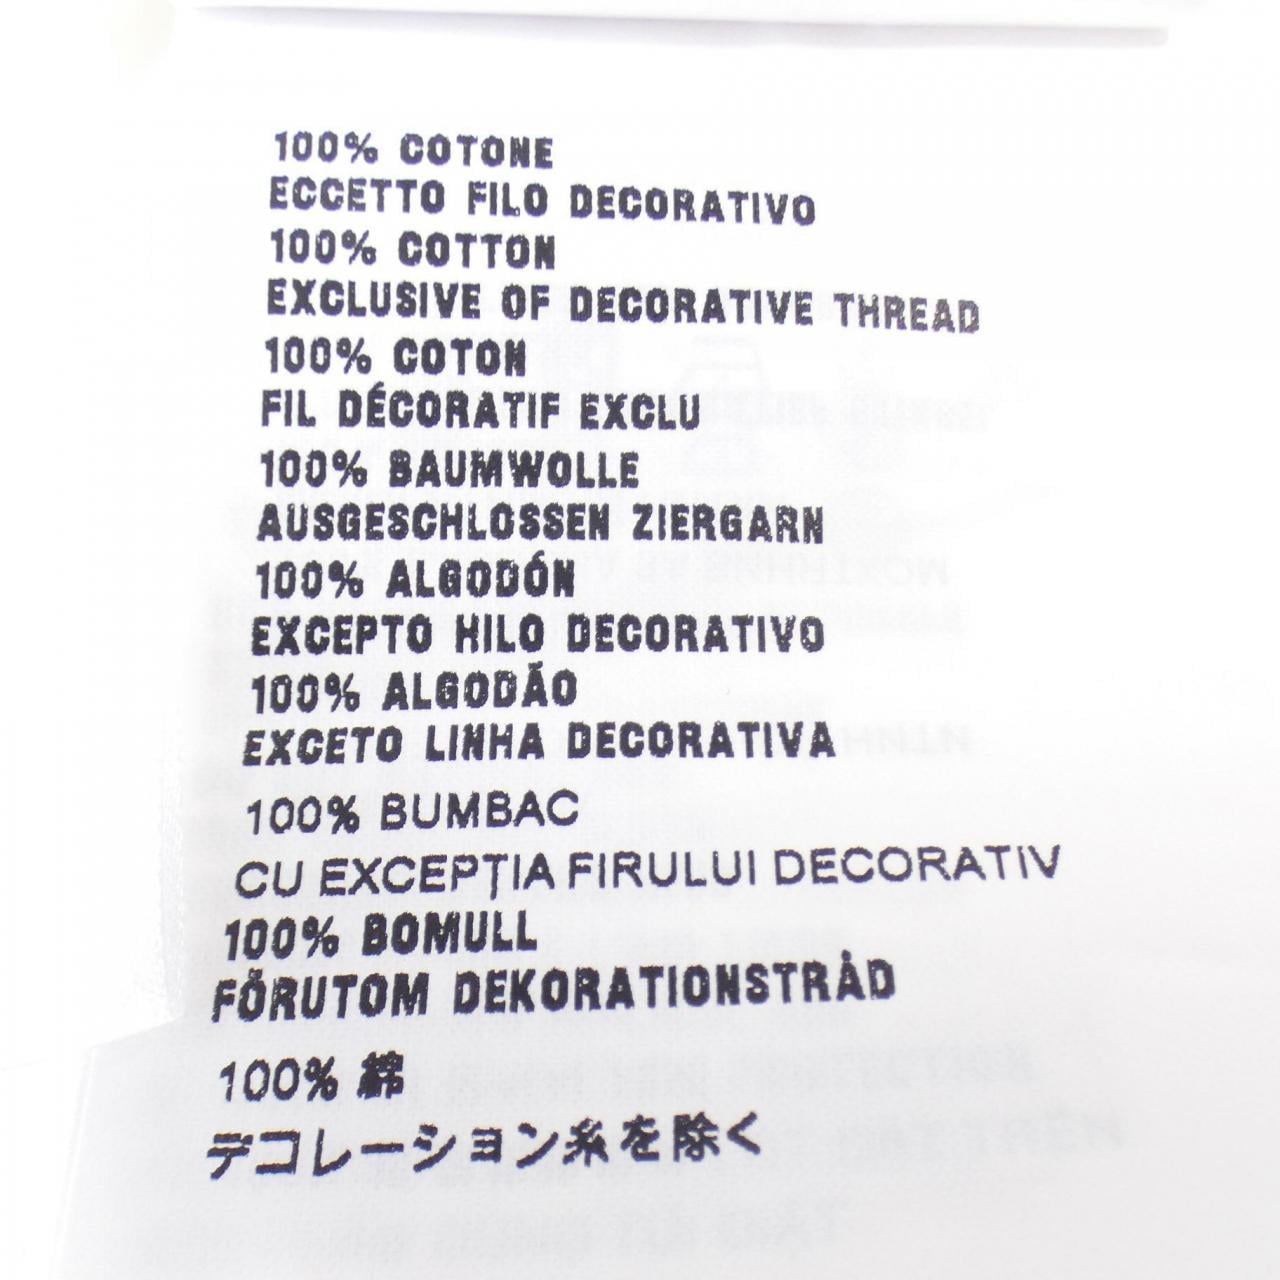 100% COTONE
ECCETTO FILO DECORATIVO
100% COTTON
EXCLUSIVE OF DECORATIVE THREAD
100% COTON
FIL DÉCORATIF EXCLU
100% BAUMWOLLE
AUSGESCHLOSSEN ZIERGARN
100% ALGODÓN
EXCEPTO HILO DECORATIVO
100% ALGODÃO
EXCETO LINHA DECORATIVA
100% BUMBAC
CU EXCEPȚIA FIRULUI DECORATIV
100% BOMULL
FÖRUTOM DEKORATIONSTRÅD
100% 綿
デコレーション糸を除く